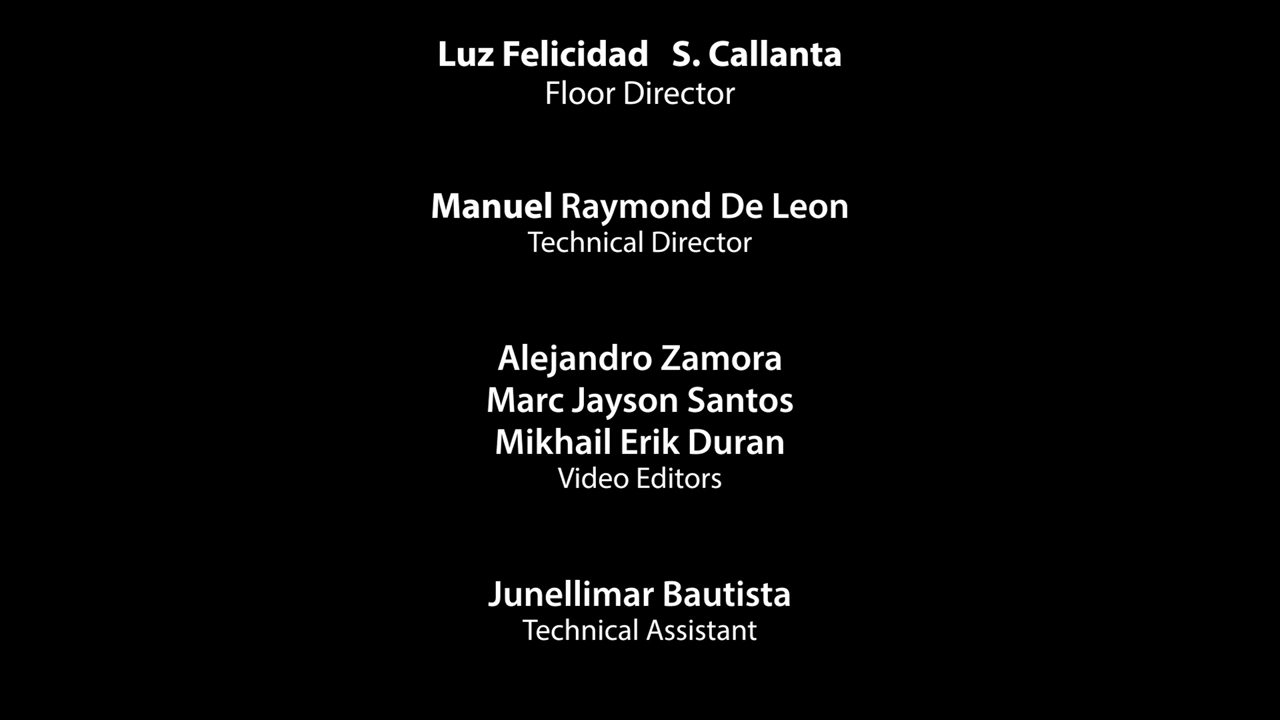 Luz Felicidad S. Callanta
Floor Director
Manuel Raymond De Leon
Technical Director
Alejandro Zamora
Marc Jayson Santos
Mikhail Erik Duran
Video Editors
Junellimar Bautista
Technical Assistant